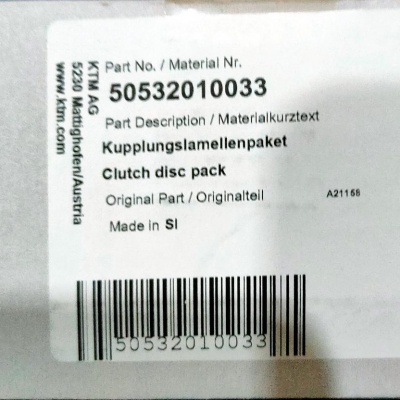 KTM AG
5230 Mattighofen/Austria
www.ktm.com
Part No. / Material Nr.
50532010033
Part Description / Materialkurztext
Kupplungslamellenpaket
Clutch disc pack
Original Part / Originalteil A21168
Made in SI
50532010033